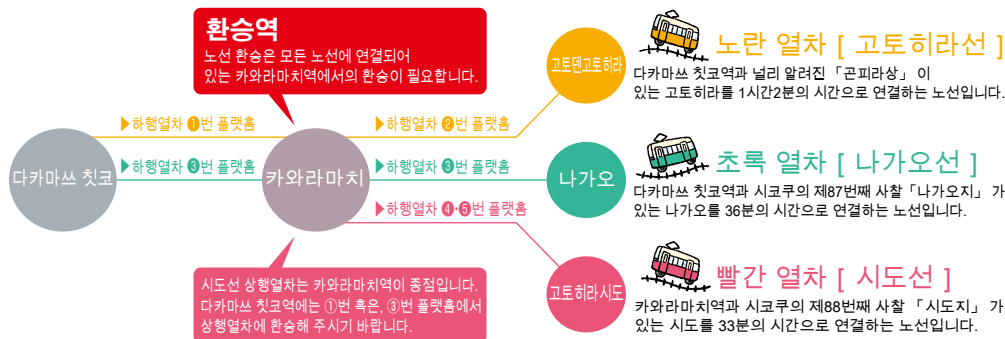 환승역
노선 환승은 모든 노선에 연결되어
있는 카와라마치역에서의 환승이 필요합니다.
▶하행열차 ❶번 플랫홈
▶하행열차 ❷번 플랫홈
고토덴고토히라
노란 열차 [ 고토히라선 ]
다카마쓰 칫코역과 널리 알려진 「곤피라상」 이
있는 고토히라를 1시간2분의 시간으로 연결하는 노선입니다.
다카마쓰 칫코
▶하행열차 ❸번 플랫홈
카와라마치
▶하행열차 ❸번 플랫홈
나가오
초록 열차 [ 나가오선 ]
다카마쓰 칫코역과 시코쿠의 제87번째 사찰「나가오지」 가
있는 나가오를 36분의 시간으로 연결하는 노선입니다.
▶하행열차 ❹·❺번 플랫홈
시도선 상행열차는 카와라마치역이 종점입니다.
다카마쓰 칫코역에는 ①번 혹은, ③번 플랫홈에서
상행열차에 환승해 주시기 바랍니다.
고토히라시도
빨간 열차 [ 시도선 ]
카와라마치역과 시코쿠의 제88번째 사찰 「시도지」 가
있는 시도를 33분의 시간으로 연결하는 노선입니다.